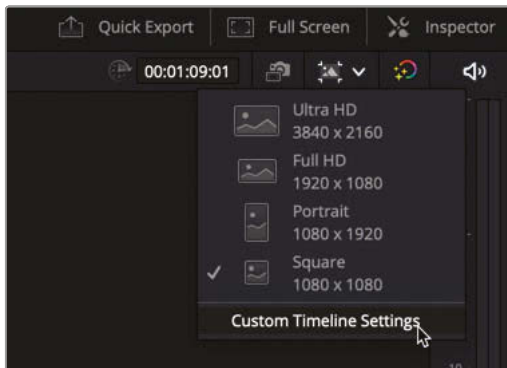 Quick Export Full Screen Inspector
00:01:09:01
Ultra HD
3840 x 2160
Full HD
1920 x 1080
Portrait
1080 x 1920
Square
1080 x 1080
Custom Timeline Settings
-10